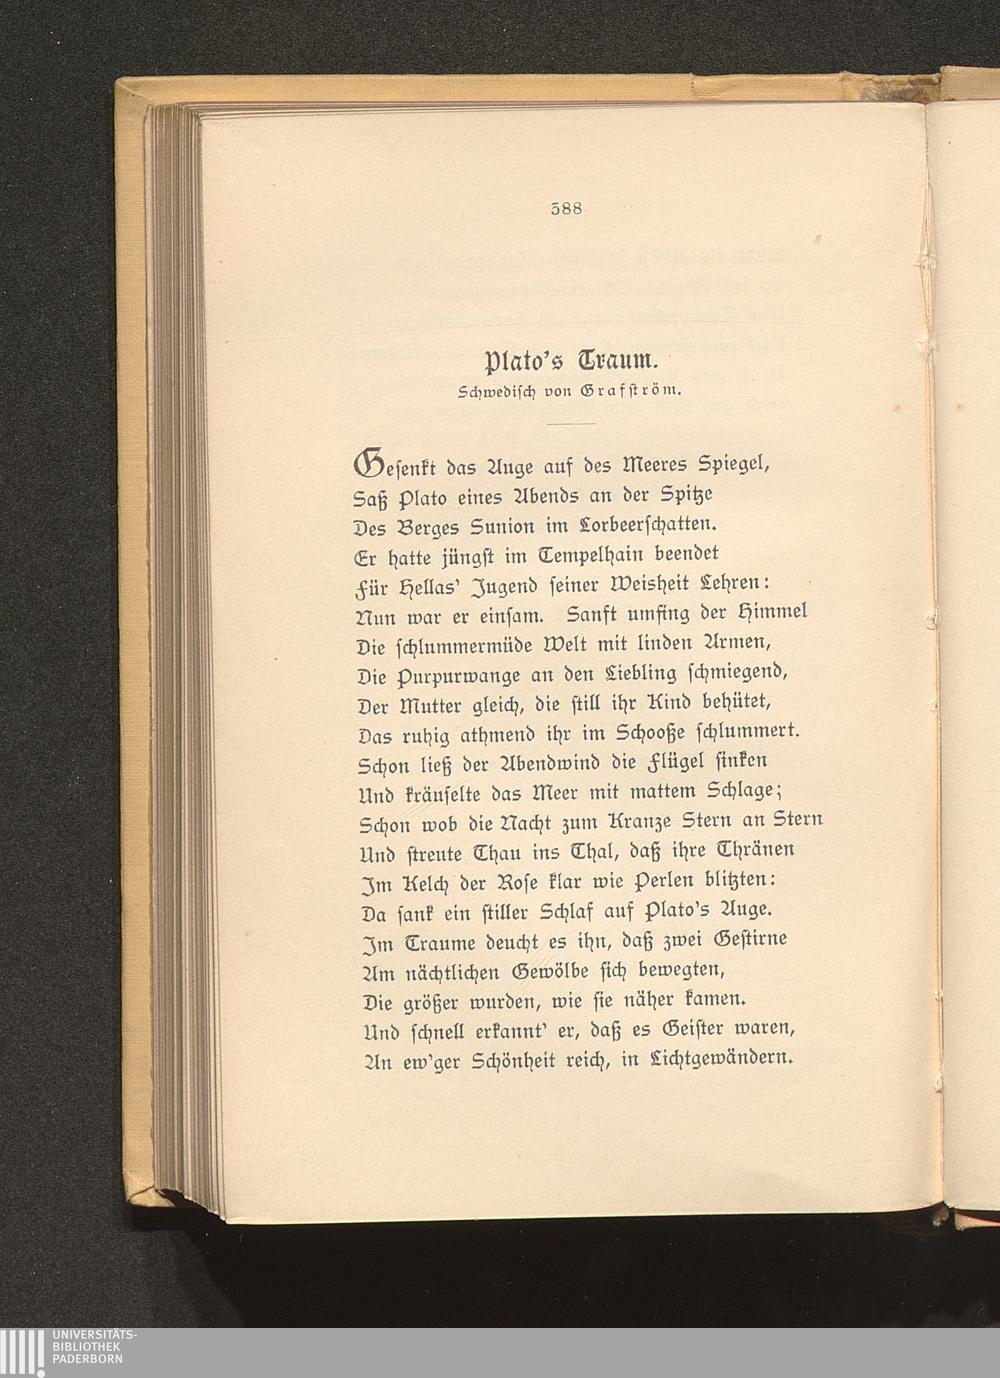 388
Plato's Traum.
Schwedisch von Grafström.
Gesenkt das Auge auf des Meeres Spiegel,
Saß Plato eines Abends an der Spitze
Des Berges Sunion im Lorbeerschatten.
Er hatte jüngst im Tempelhain beendet
Für Hellas' Jugend seiner Weisheit Lehren:
Nun war er einsam. Sanft umfing der Himmel
Die schlummermüde Welt mit linden Armen,
Die Purpurwange an den Liebling schmiegend,
Der Mutter gleich, die still ihr Kind behütet,
Das ruhig athmend ihr im Schooße schlummert.
Schon ließ der Abendwind die Flügel sinken
Und kräuselte das Meer mit mattem Schlage;
Schon wob die Nacht zum Kranze Stern an Stern
Und streute Thau ins Thal, daß ihre Thränen
Im Kelch der Rose klar wie Perlen blitzten:
Da sank ein stiller Schlaf auf Plato's Auge.
Im Traume deucht es ihn, daß zwei Gestirne
Am nächtlichen Gewölbe sich bewegten,
Die größer wurden, wie sie näher kamen.
Und schnell erkannt' er, daß es Geister waren,
An ew'ger Schönheit reich, in Lichtgewändern.
UNIVERSITÄTS-
BIBLIOTHEK
PADERBORN